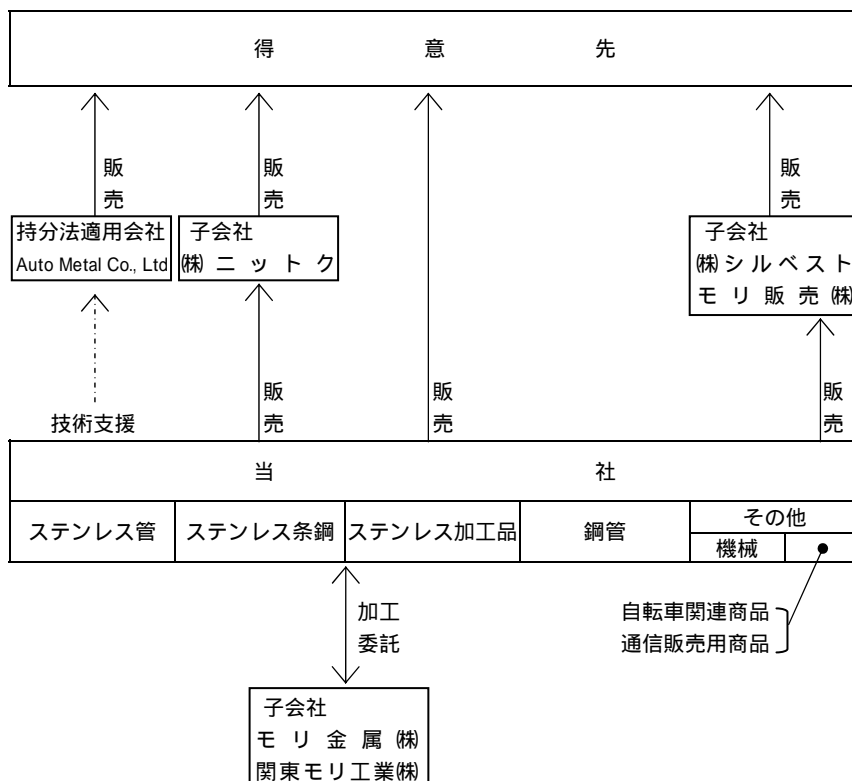 得意先
販売
販売
販売
持分法適用会社
Auto Metal Co., Ltd
子会社
㈱ニットク
子会社
㈱シルベスト
モリ販売㈱
技術支援
販売
販売
販売
当社
ステンレス管
ステンレス条鋼
ステンレス加工品
鋼管
その他
機械
加工
委託
自転車関連商品
通信販売用商品
子会社
モリ金属㈱
関東モリ工業㈱